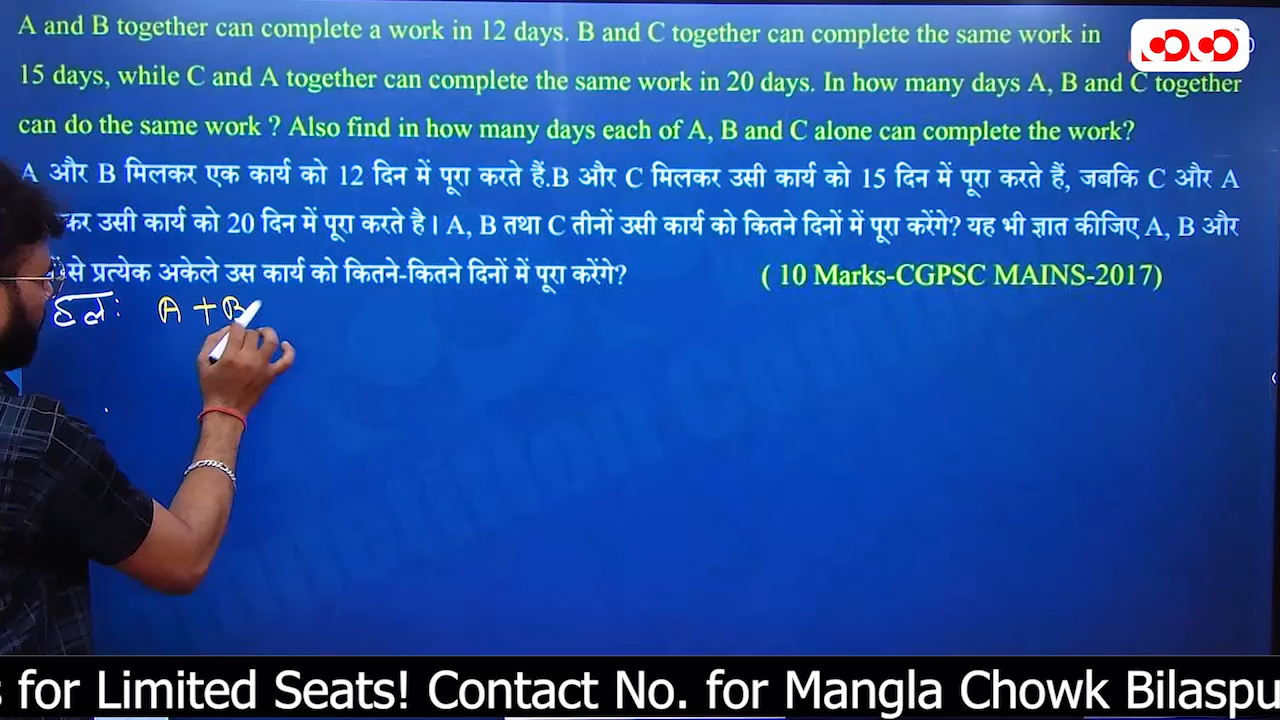 A and B together can complete a work in 12 days. B and C together can complete the same work in
15 days, while C and A together can complete the same work in 20 days. In how many days A, B and C together
can do the same work ? Also find in how many days each of A, B and C alone can complete the work?
A और B मिलकर एक कार्य को 12 दिन में पूरा करते हैं.B और C मिलकर उसी कार्य को 15 दिन में पूरा करते हैं, जबकि C और A
कर उसी कार्य को 20 दिन में पूरा करते है। A, B तथा C तीनों उसी कार्य को कितने दिनों में पूरा करेंगे? यह भी ज्ञात कीजिए A, B और
से प्रत्येक अकेले उस कार्य को कितने-कितने दिनों में पूरा करेंगे? ( 10 Marks-CGPSC MAINS-2017)
हल: A + B
for Limited Seats! Contact No. for Mangla Chowk Bilaspu